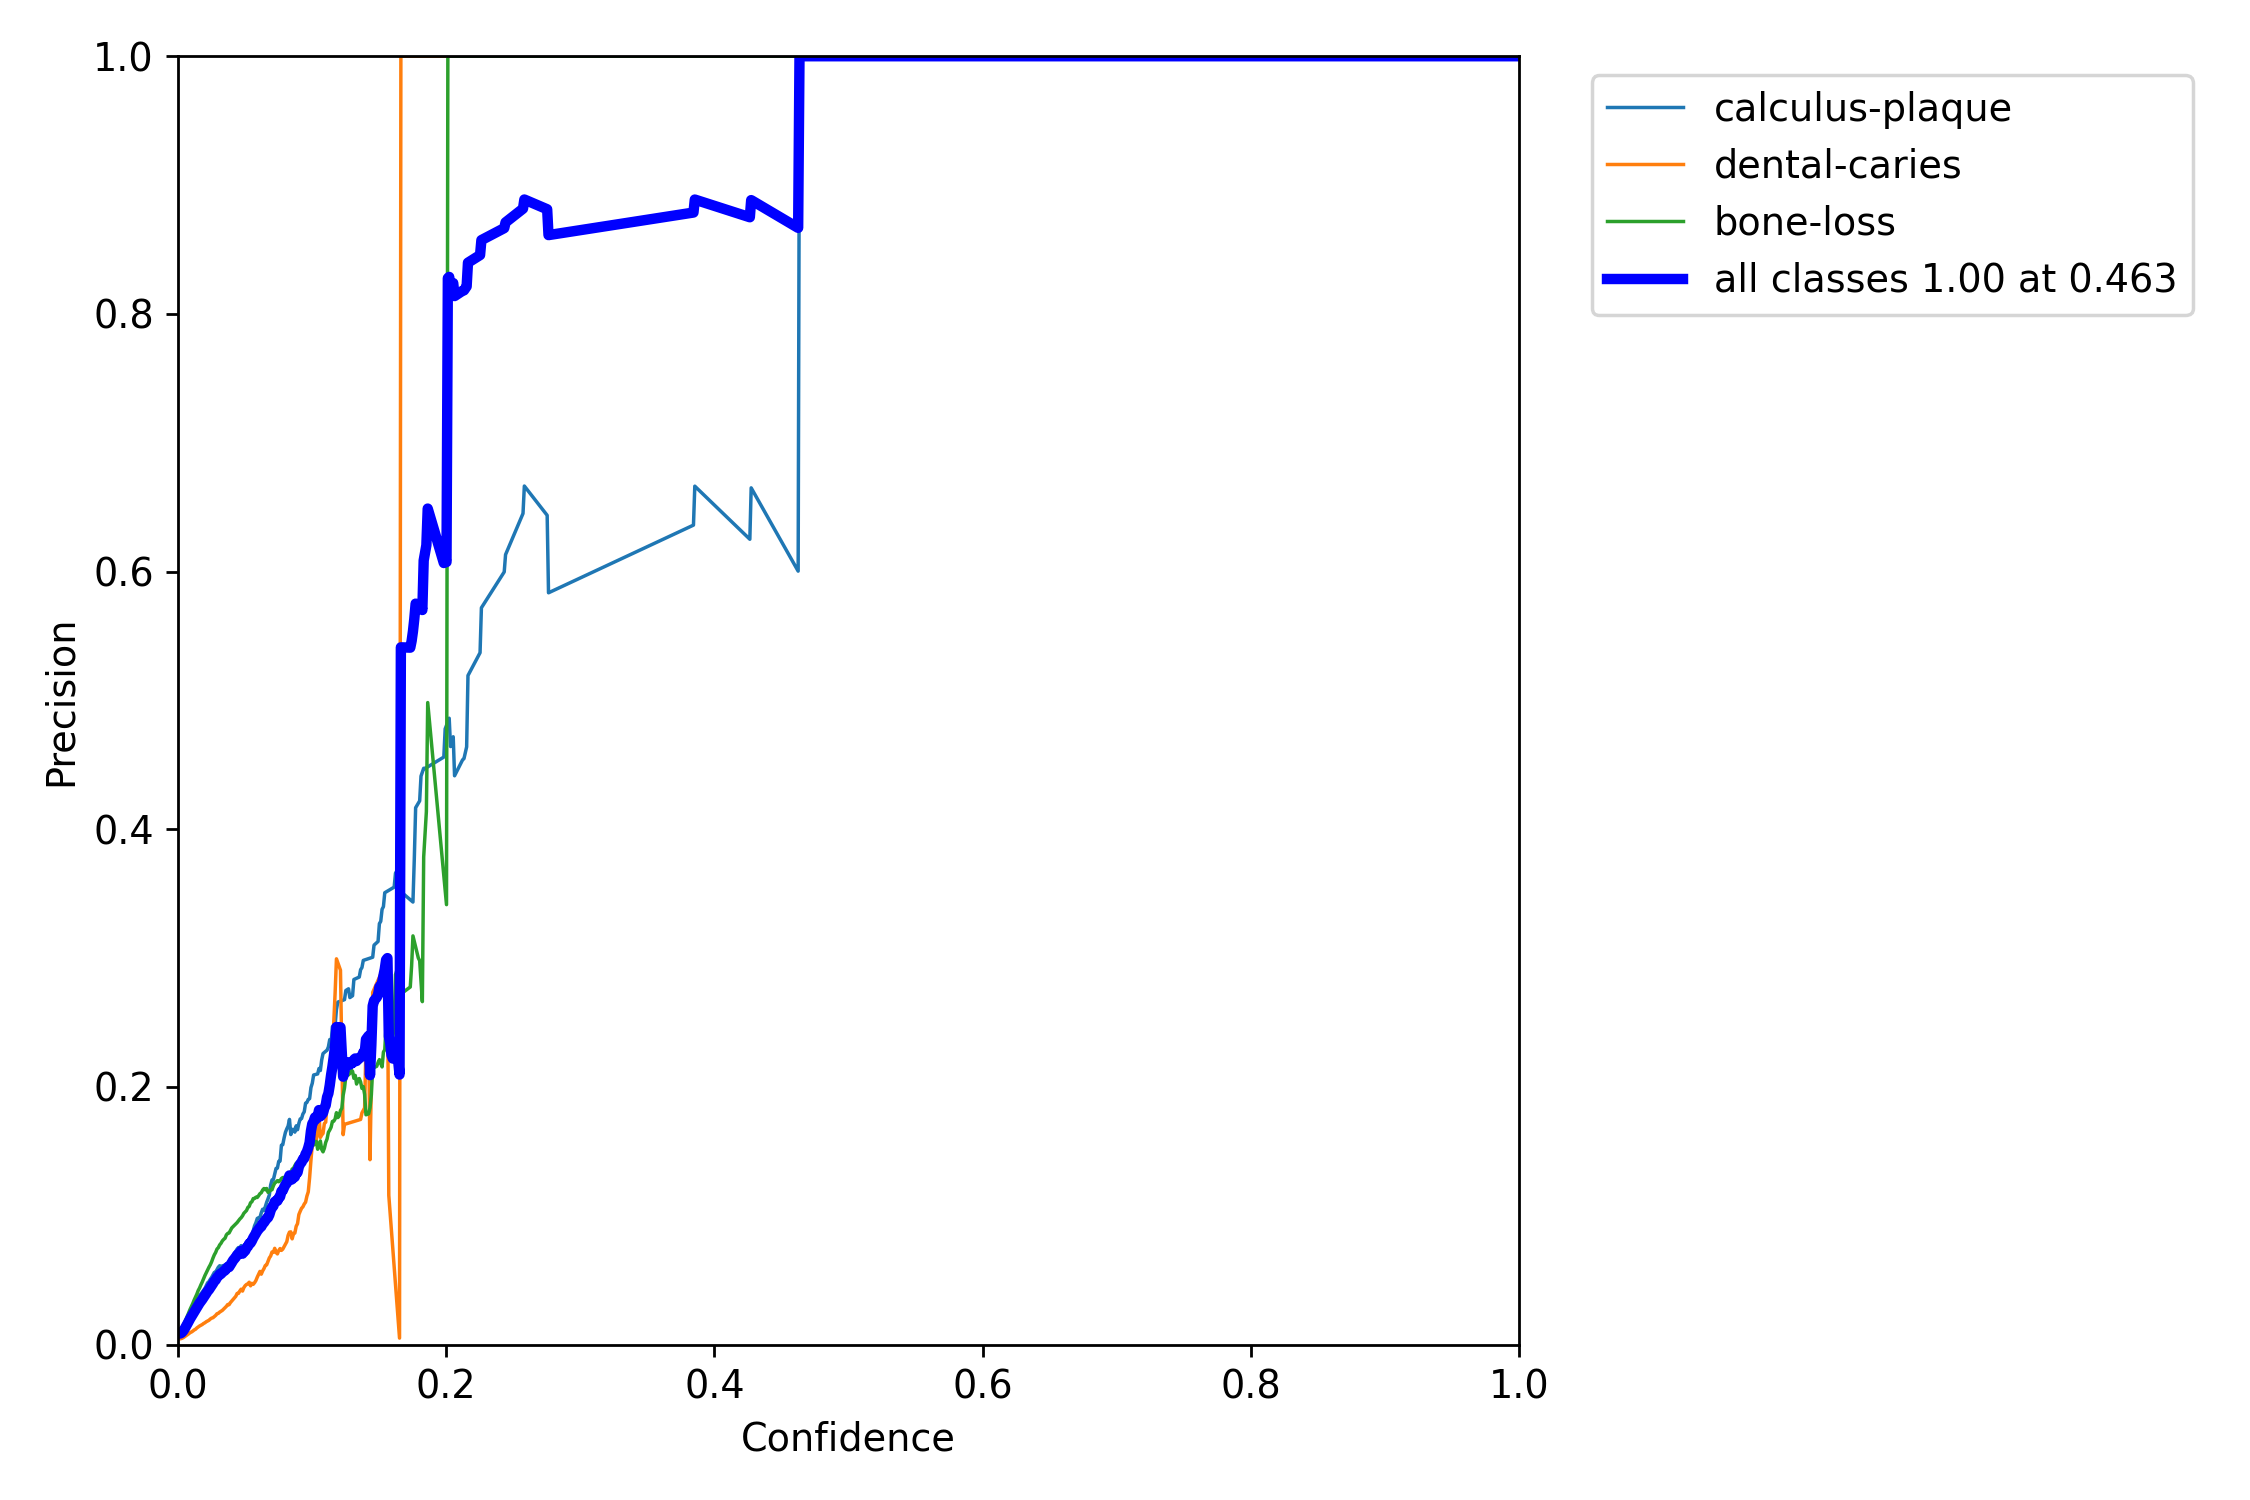 1.0
0.8
0.6
0.4
0.2
0.0
Precision
0.0 0.2 0.4 0.6 0.8 1.0
Confidence
calculus-plaque
dental-caries
bone-loss
all classes 1.00 at 0.463